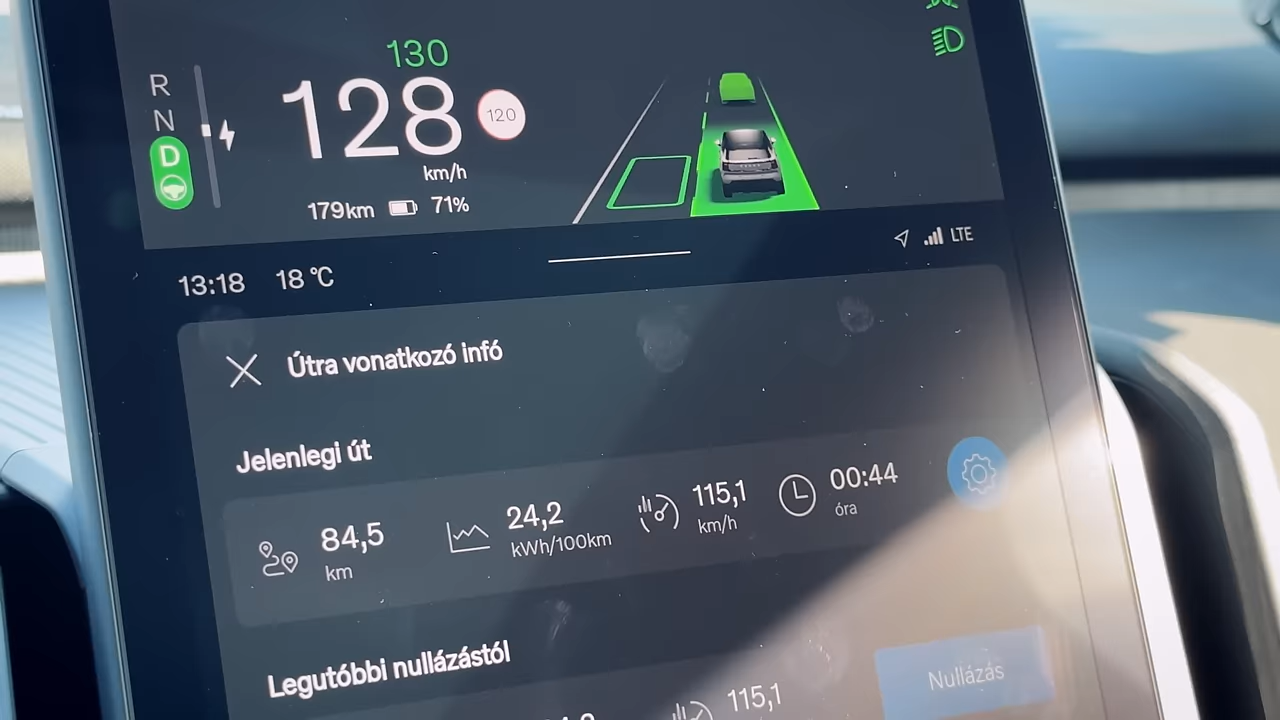 130
R
N
D
128
120
km/h
179km 71%
13:18 18 °C
LTE
Útra vonatkozó infó
Jelenlegi út
84,5
km
24,2
kWh/100km
115,1
km/h
00:44
óra
Legutóbbi nullázástól
115,1
Nullázás